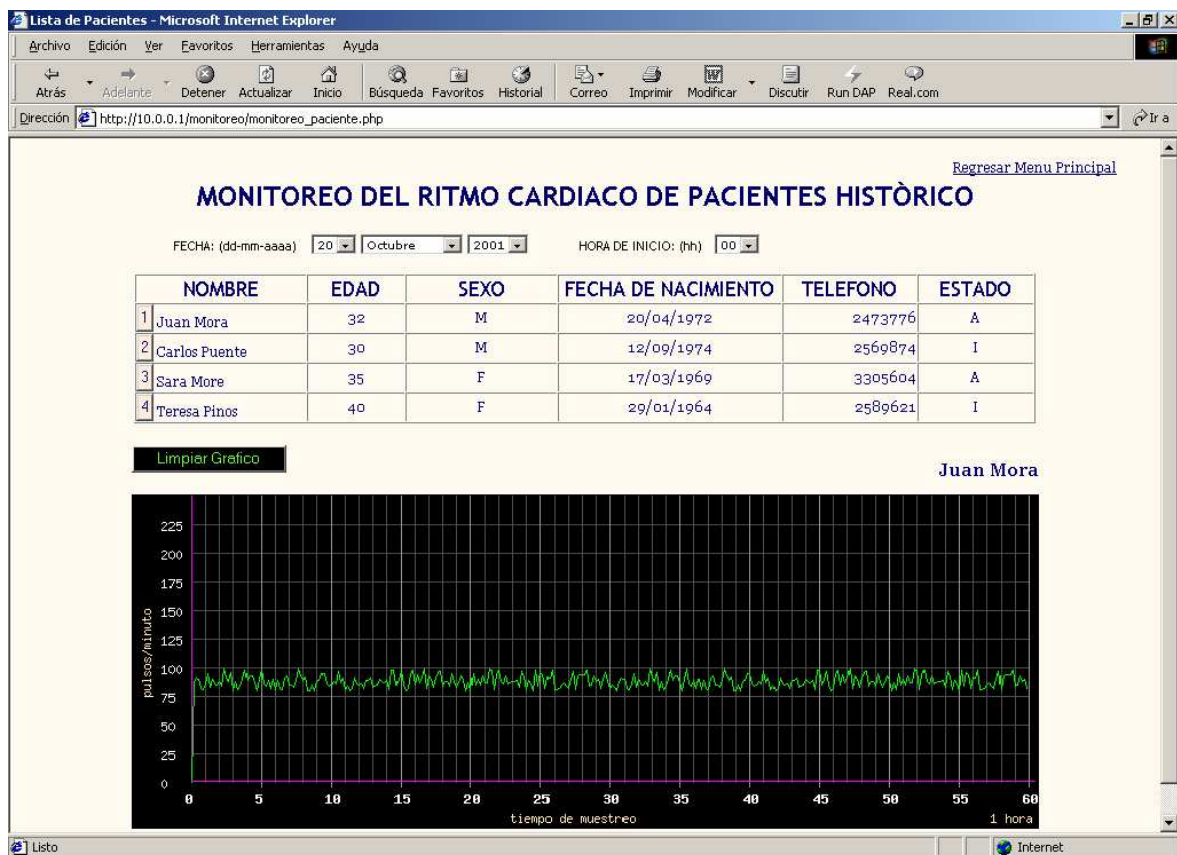 Lista de Pacientes - Microsoft Internet Explorer
Archivo Edición Ver Favoritos Herramientas Ayuda
Atrás Adelante Detener Actualizar Inicio Búsqueda Favoritos Historial Correo Imprimir Modificar Discutir Run DAP Real.com
Dirección http://10.0.0.1/monitoreo/monitoreo_paciente.php Ir a
Regresar Menu Principal
MONITOREO DEL RITMO CARDIACO DE PACIENTES HISTÒRICO
FECHA: (dd-mm-aaaa) 20 Octubre 2001 HORA DE INICIO: (hh) 00
NOMBRE EDAD SEXO FECHA DE NACIMIENTO TELEFONO ESTADO
1 Juan Mora 32 M 20/04/1972 2473776 A
2 Carlos Puente 30 M 12/09/1974 2569874 I
3 Sara More 35 F 17/03/1969 3305604 A
4 Teresa Pinos 40 F 29/01/1964 2589621 I
Limpiar Grafico
Juan Mora
225
200
175
150
125
100
75
50
25
0
pulsos/minuto
0 5 10 15 20 25 30 35 40 45 50 55 60
tiempo de muestreo 1 hora
Listo Internet